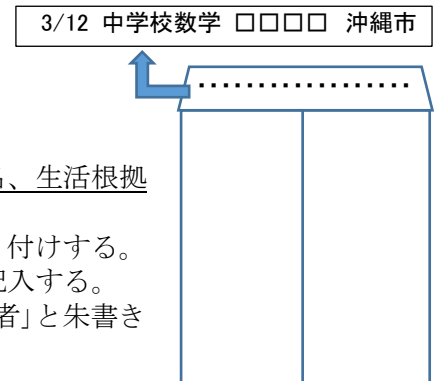 3/12 中学校数学 □□□□ 沖縄市
名、生活根拠
付けする。
記入する。
者」と朱書き